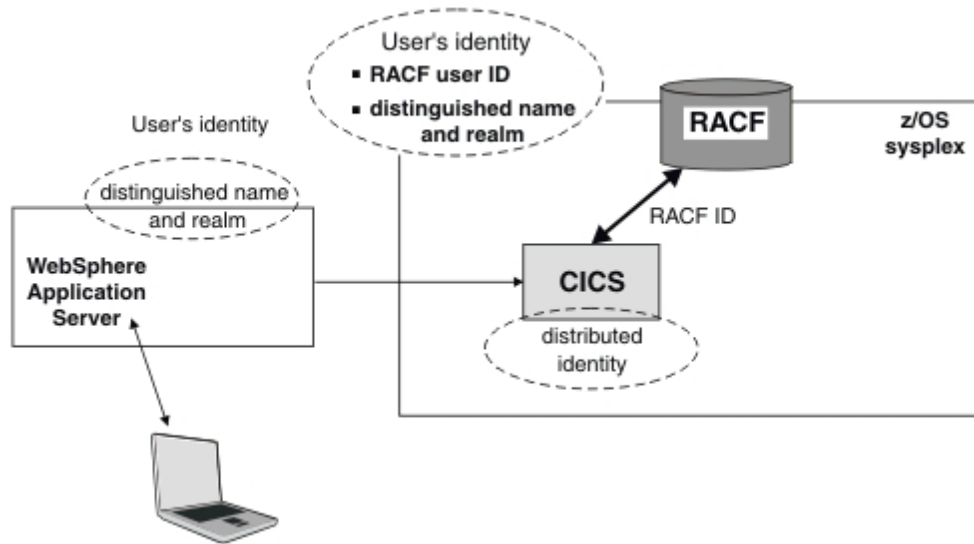 User's identity
▪ RACF user ID
▪ distinguished name
and realm
RACF
z/OS
sysplex
User's identity
distinguished name
and realm
RACF ID
WebSphere
Application
Server
CICS
distributed
identity